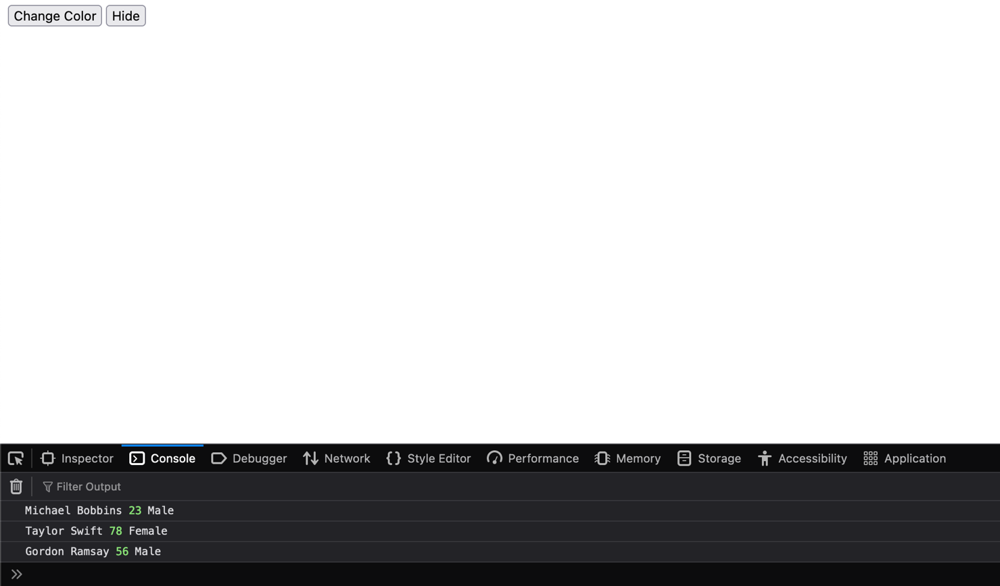 Change Color Hide
Inspector Console Debugger Network Style Editor Performance Memory Storage Accessibility Application
Filter Output
Michael Bobbins 23 Male
Taylor Swift 78 Female
Gordon Ramsay 56 Male